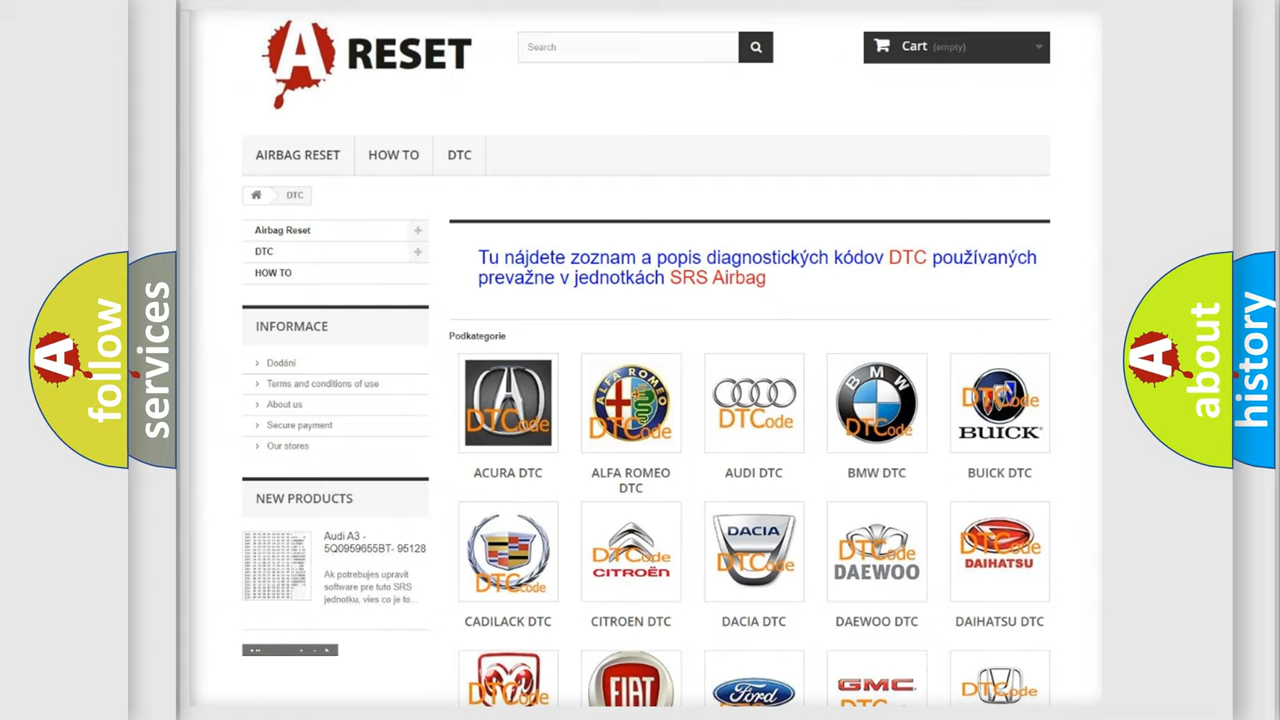 A RESET
Search
Cart (empty)
AIRBAG RESET
HOW TO
DTC
DTC
Airbag Reset
DTC
HOW TO
Tu nájdete zoznam a popis diagnostických kódov DTC používaných
prevažne v jednotkách SRS Airbag
INFORMACE
Dodání
Terms and conditions of use
About us
Secure payment
Our stores
Podkategorie
DTCode
ALFA ROMEO
DTCode
DTCode
BMW
DTCode
DTCode
BUICK
ACURA DTC
ALFA ROMEO
DTC
AUDI DTC
BMW DTC
BUICK DTC
NEW PRODUCTS
Audi A3 -
5Q0959655BT- 95128
Ak potrebujes upravit
software pre tuto SRS
jednotku, vies co je to...
DTCode
DTCode
CITROËN
DACIA
DTCode
DTCode
DAEWOO
DTCode
DAIHATSU
CADILACK DTC
CITROEN DTC
DACIA DTC
DAEWOO DTC
DAIHATSU DTC
DTCode
FIAT
Ford
GMC
DTCode
A follow
services
A about
history